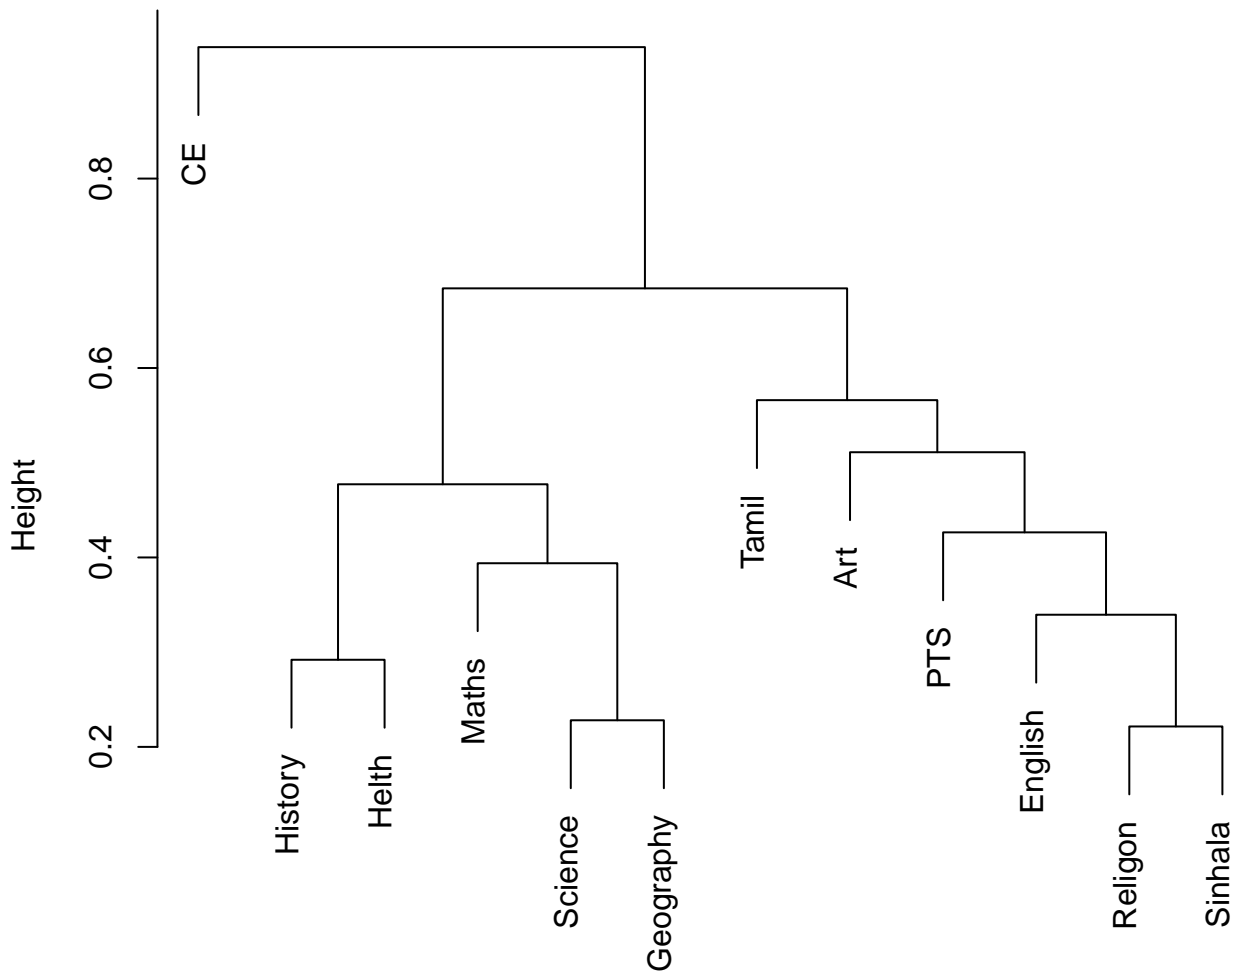 Height
0.8
0.6
0.4
0.2
CE
History
Helth
Maths
Science
Geography
Tamil
Art
PTS
English
Religon
Sinhala